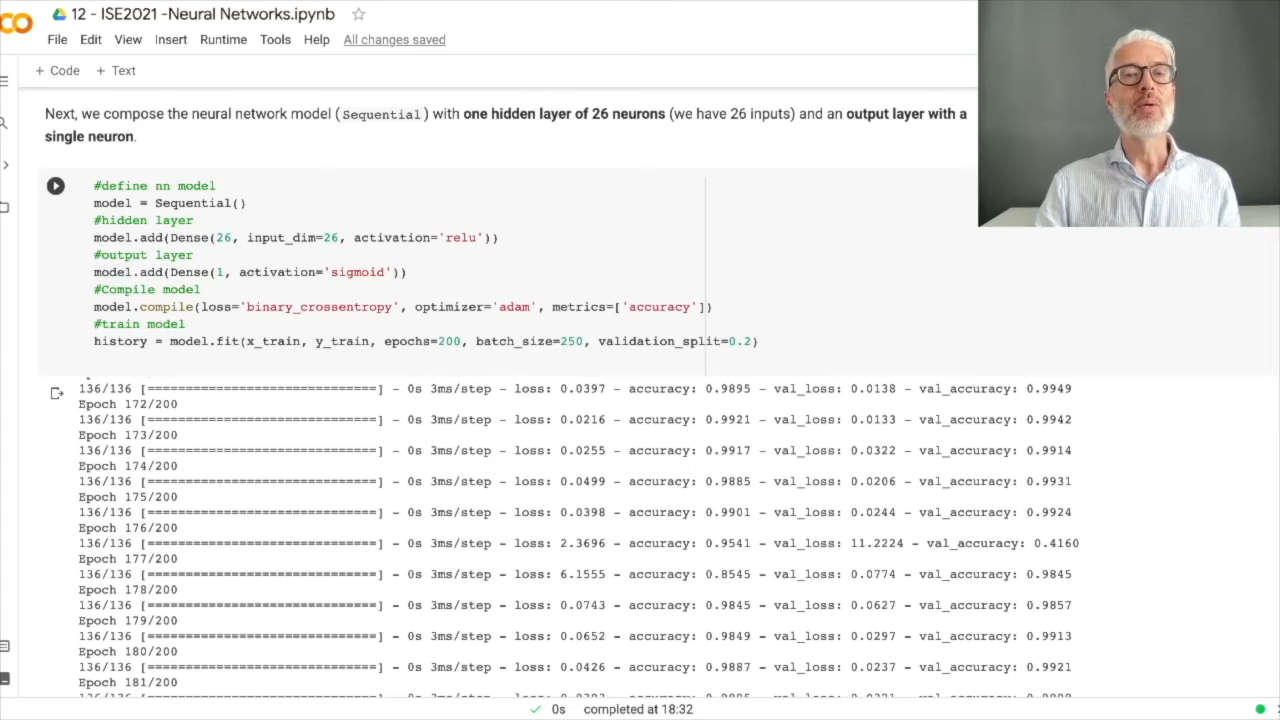 CO
12 - ISE2021 -Neural Networks.ipynb
File Edit View Insert Runtime Tools Help All changes saved
+ Code + Text
Next, we compose the neural network model (Sequential) with one hidden layer of 26 neurons (we have 26 inputs) and an output layer with a
single neuron.
#define nn model
model = Sequential()
#hidden layer
model.add(Dense(26, input_dim=26, activation='relu'))
#output layer
model.add(Dense(1, activation='sigmoid'))
#Compile model
model.compile(loss='binary_crossentropy', optimizer='adam', metrics=['accuracy'])
#train model
history = model.fit(x_train, y_train, epochs=200, batch_size=250, validation_split=0.2)
136/136 [==============================] - 0s 3ms/step - loss: 0.0397 - accuracy: 0.9895 - val_loss: 0.0138 - val_accuracy: 0.9949
Epoch 172/200
136/136 [==============================] - 0s 3ms/step - loss: 0.0216 - accuracy: 0.9921 - val_loss: 0.0133 - val_accuracy: 0.9942
Epoch 173/200
136/136 [==============================] - 0s 3ms/step - loss: 0.0255 - accuracy: 0.9917 - val_loss: 0.0322 - val_accuracy: 0.9914
Epoch 174/200
136/136 [==============================] - 0s 3ms/step - loss: 0.0499 - accuracy: 0.9885 - val_loss: 0.0206 - val_accuracy: 0.9931
Epoch 175/200
136/136 [==============================] - 0s 3ms/step - loss: 0.0398 - accuracy: 0.9901 - val_loss: 0.0244 - val_accuracy: 0.9924
Epoch 176/200
136/136 [==============================] - 0s 3ms/step - loss: 2.3696 - accuracy: 0.9541 - val_loss: 11.2224 - val_accuracy: 0.4160
Epoch 177/200
136/136 [==============================] - 0s 3ms/step - loss: 6.1555 - accuracy: 0.8545 - val_loss: 0.0774 - val_accuracy: 0.9845
Epoch 178/200
136/136 [==============================] - 0s 3ms/step - loss: 0.0743 - accuracy: 0.9845 - val_loss: 0.0627 - val_accuracy: 0.9857
Epoch 179/200
136/136 [==============================] - 0s 3ms/step - loss: 0.0652 - accuracy: 0.9849 - val_loss: 0.0297 - val_accuracy: 0.9913
Epoch 180/200
136/136 [==============================] - 0s 3ms/step - loss: 0.0426 - accuracy: 0.9887 - val_loss: 0.0237 - val_accuracy: 0.9921
Epoch 181/200
0s completed at 18:32